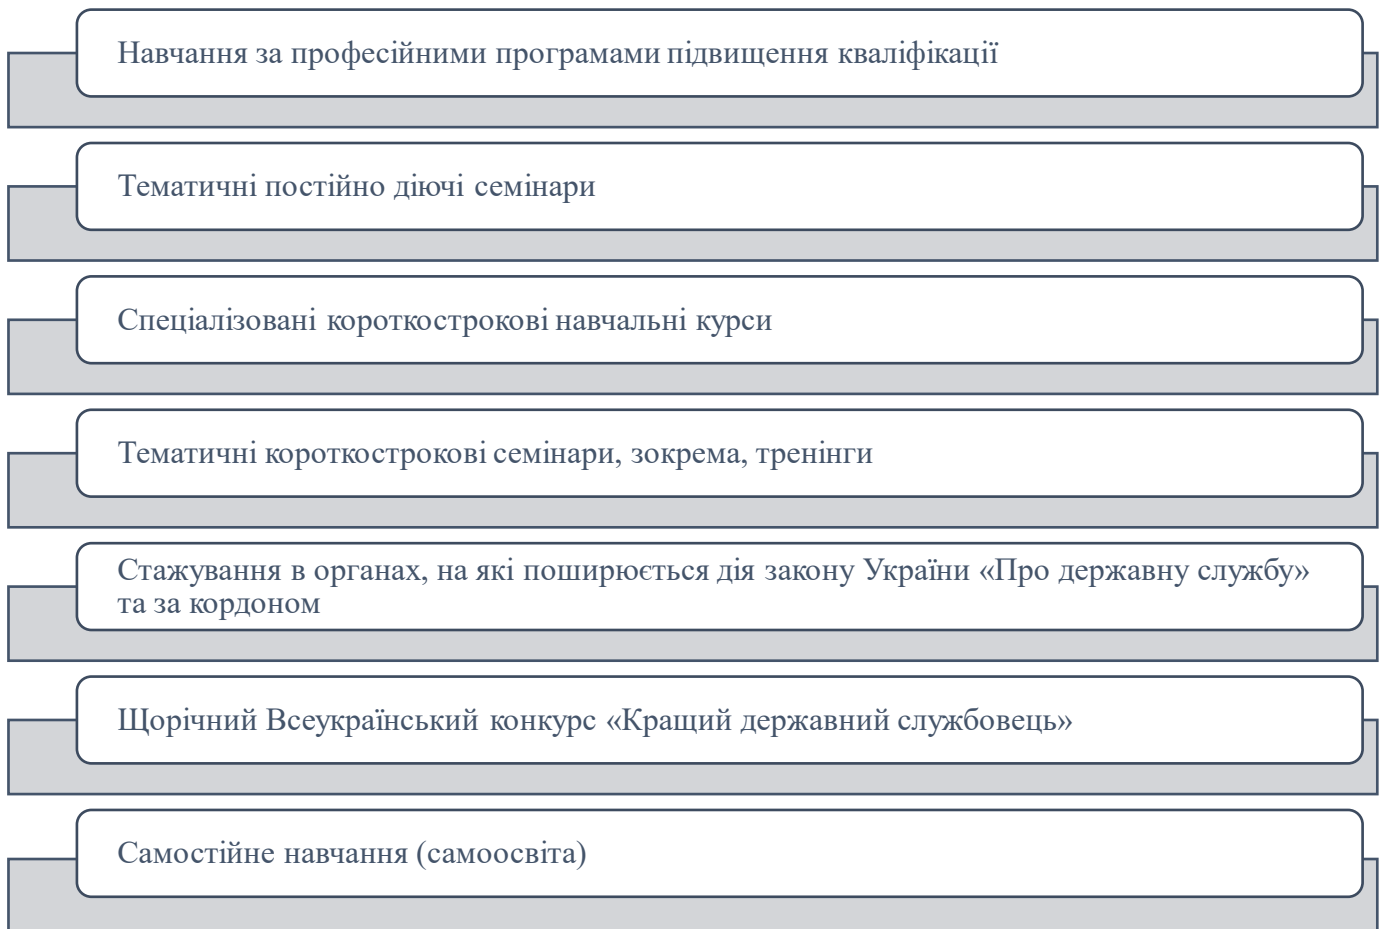 Навчання за професійними програмами підвищення кваліфікації
Тематичні постійно діючі семінари
Спеціалізовані короткострокові навчальні курси
Тематичні короткострокові семінари, зокрема, тренінги
Стажування в органах, на які поширюється дія закону України «Про державну службу»
та за кордоном
Щорічний Всеукраїнський конкурс «Кращий державний службовець»
Самостійне навчання (самоосвіта)